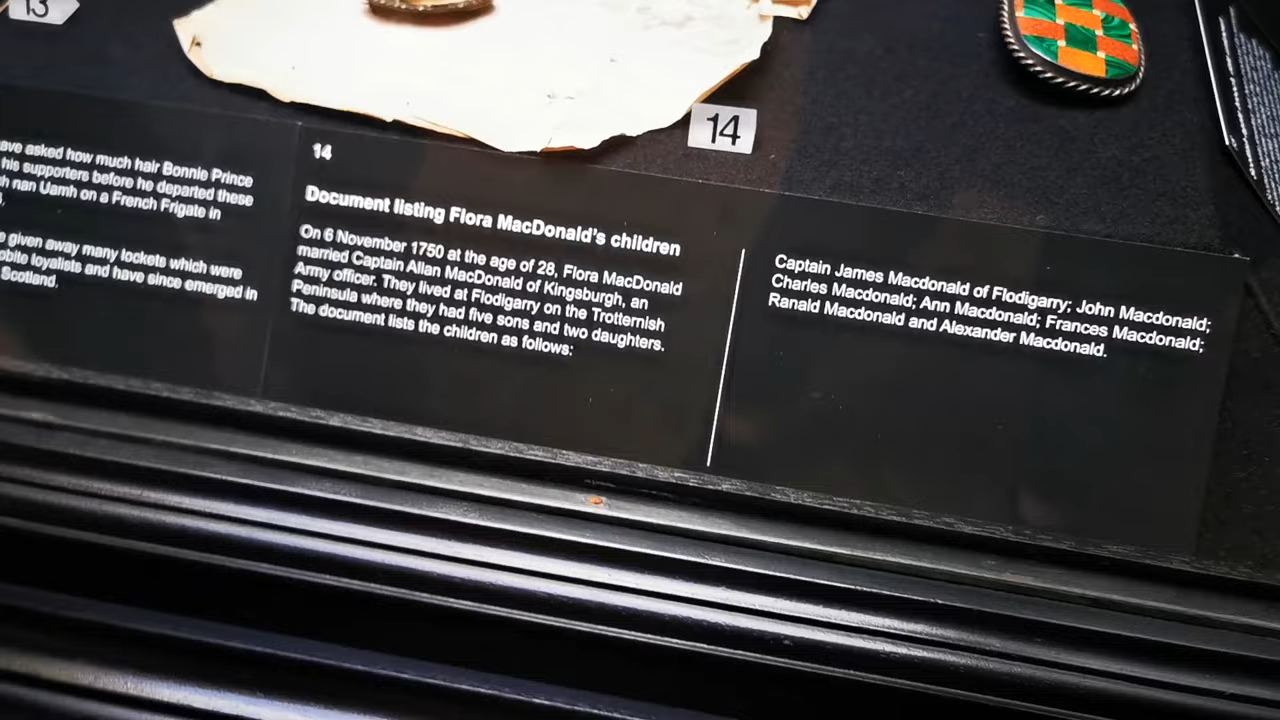 13
14
ave asked how much hair Bonnie Prince
his supporters before he departed these
h nan Uamh on a French Frigate in
e given away many lockets which were
obite loyalists and have since emerged in
Scotland.
14
Document listing Flora MacDonald's children
On 6 November 1750 at the age of 28, Flora MacDonald
married Captain Allan MacDonald of Kingsburgh, an
Army officer. They lived at Flodigarry on the Trotternish
Peninsula where they had five sons and two daughters.
The document lists the children as follows:
Captain James Macdonald of Flodigarry; John Macdonald;
Charles Macdonald; Ann Macdonald; Frances Macdonald;
Ranald Macdonald and Alexander Macdonald.